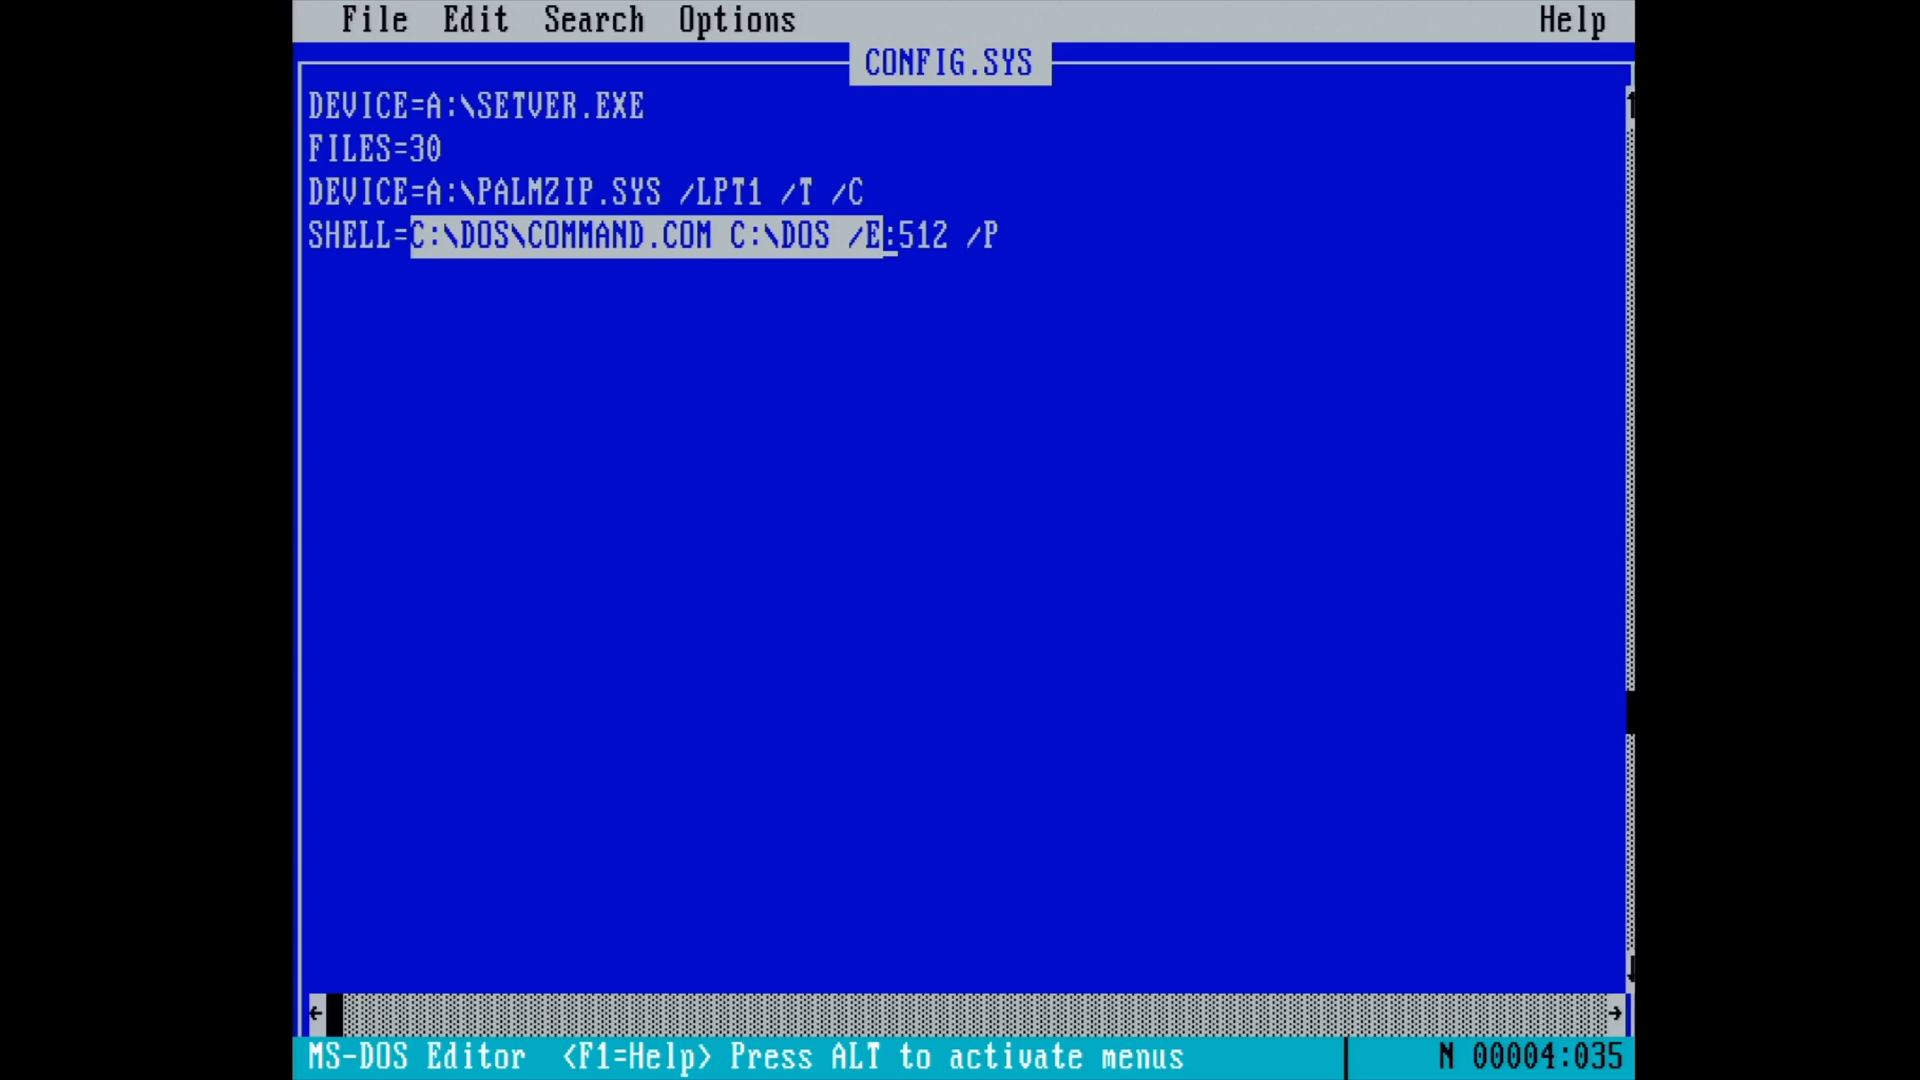 File Edit Search Options Help
CONFIG.SYS
DEVICE=A:\SETVER.EXE
FILES=30
DEVICE=A:\PALMZIP.SYS /LPT1 /T /C
SHELL=C:\DOS\COMMAND.COM C:\DOS /E:512 /P
MS-DOS Editor <F1=Help> Press ALT to activate menus N 00004:035